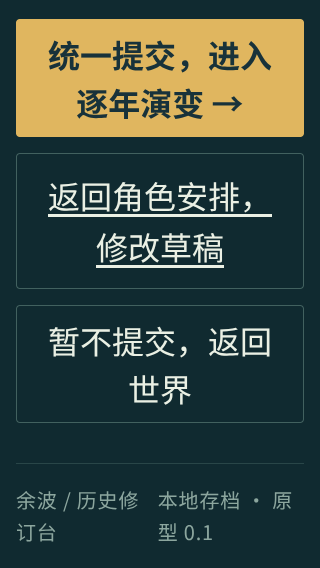 统一提交，进入
逐年演变 →
返回角色安排，
修改草稿
暂不提交，返回
世界
余波 / 历史修
订台
本地存档 · 原
型 0.1